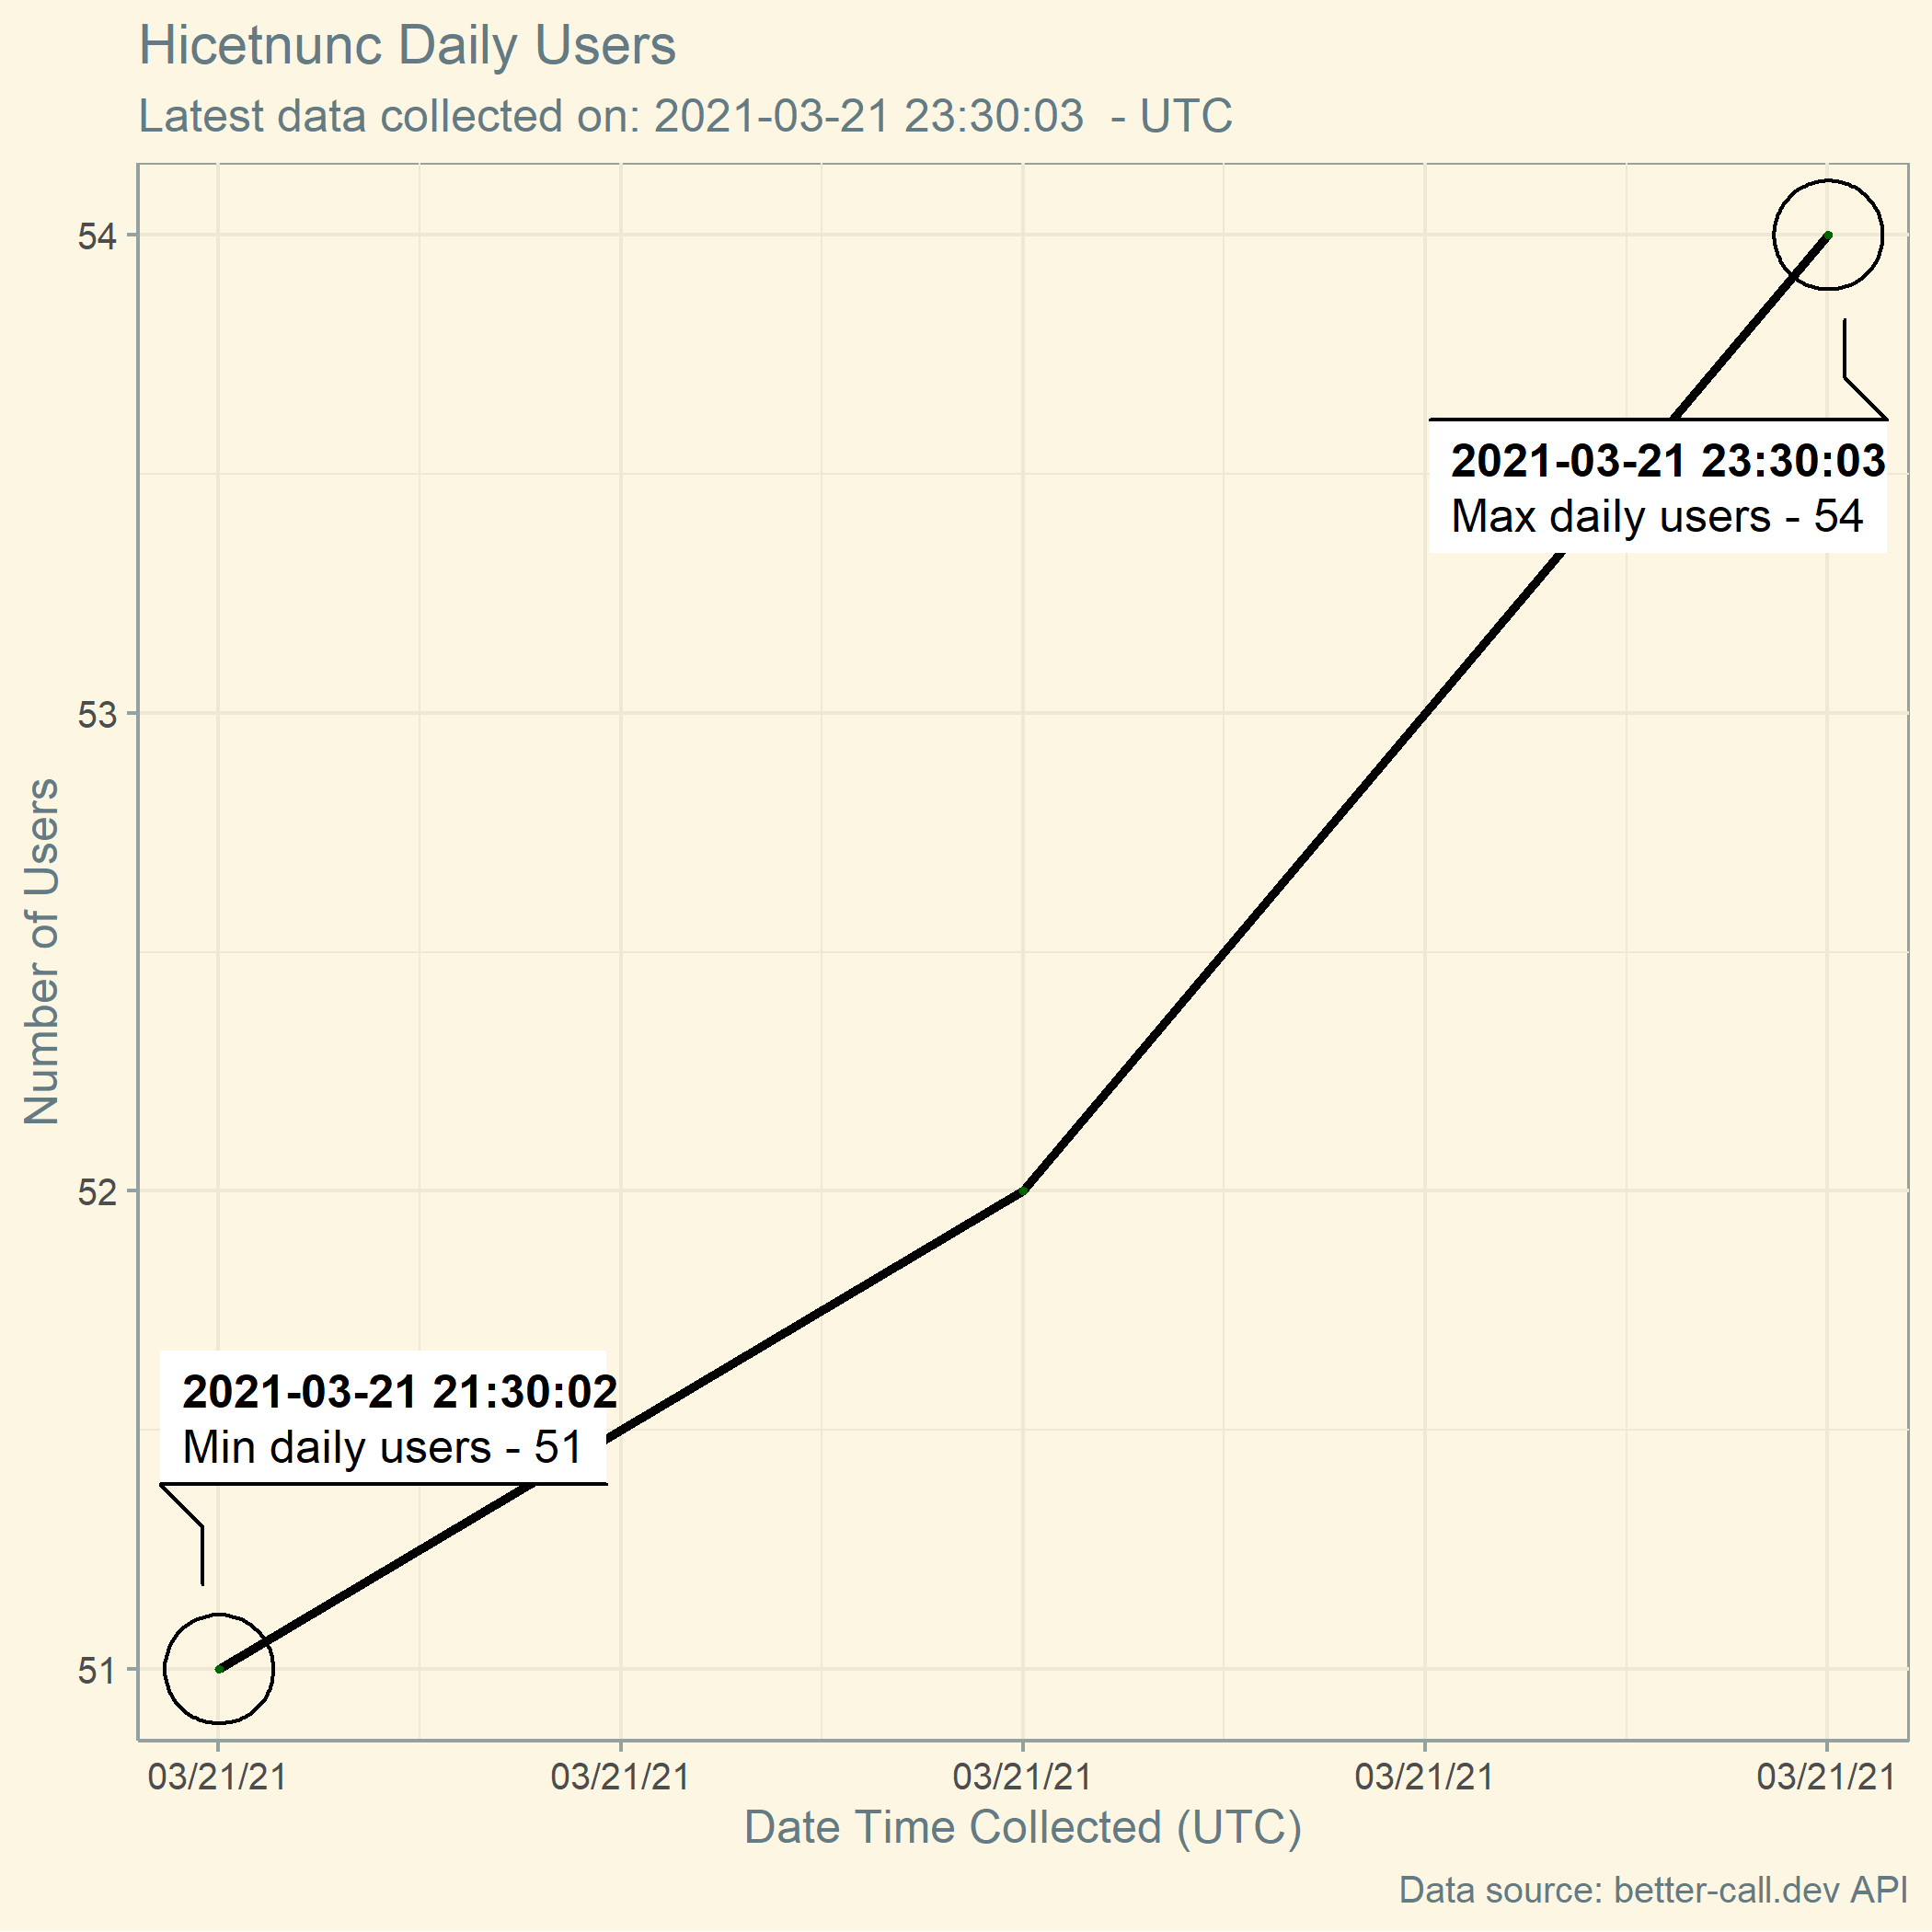 Hicetnunc Daily Users
Latest data collected on: 2021-03-21 23:30:03  - UTC
54
2021-03-21 23:30:03
Max daily users - 54
53
Number of Users
52
2021-03-21 21:30:02
Min daily users - 51
51
03/21/21 03/21/21 03/21/21 03/21/21 03/21/21
Date Time Collected (UTC)
Data source: better-call.dev API